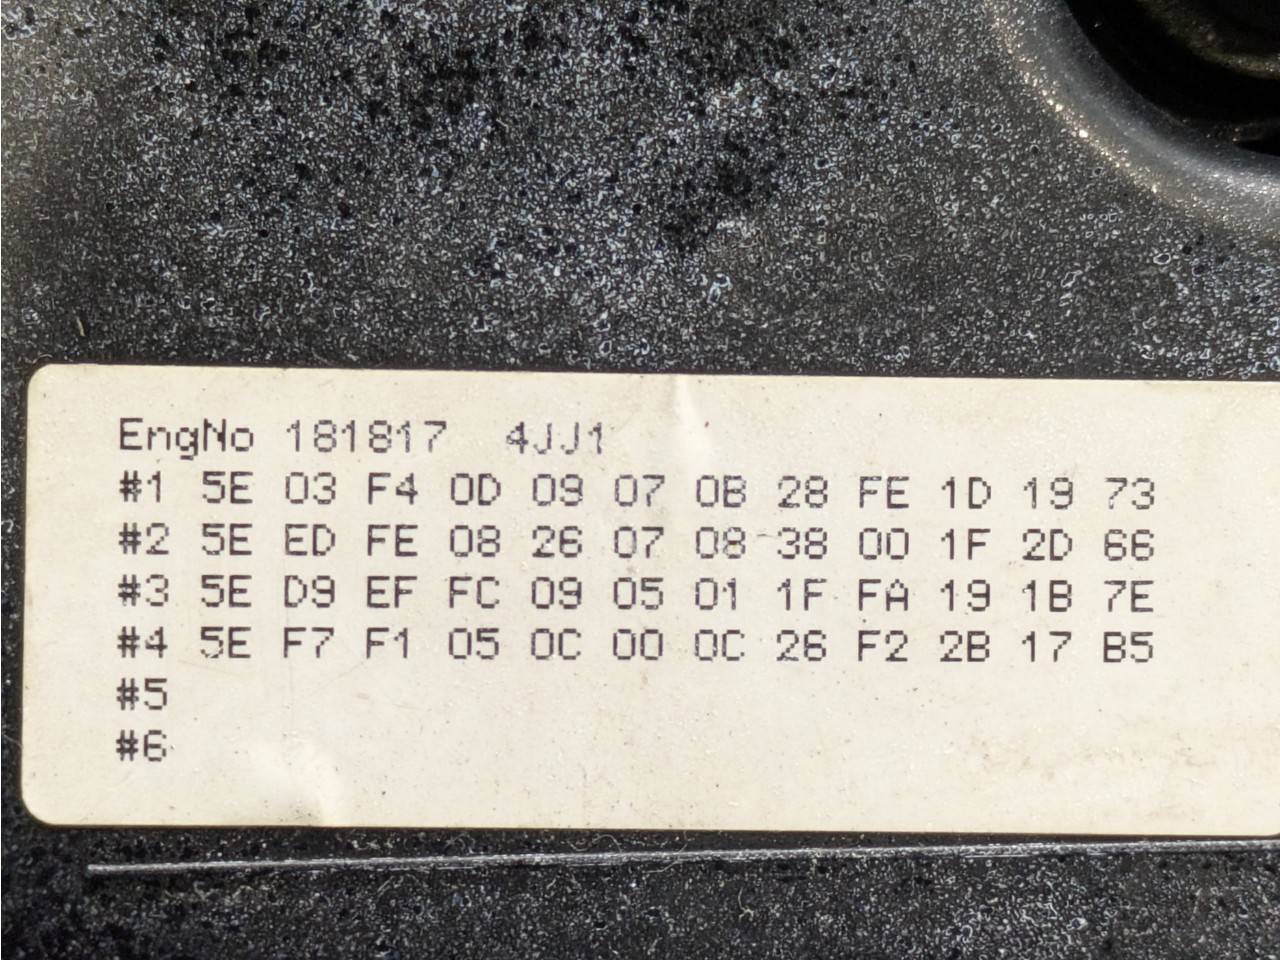 EngNo 181817 4JJ1
#1 5E 03 F4 0D 09 07 0B 28 FE 1D 19 73
#2 5E ED FE 08 26 07 08 38 00 1F 2D 66
#3 5E D9 EF FC 09 05 01 1F FA 19 1B 7E
#4 5E F7 F1 05 0C 00 0C 26 F2 2B 17 B5
#5
#6